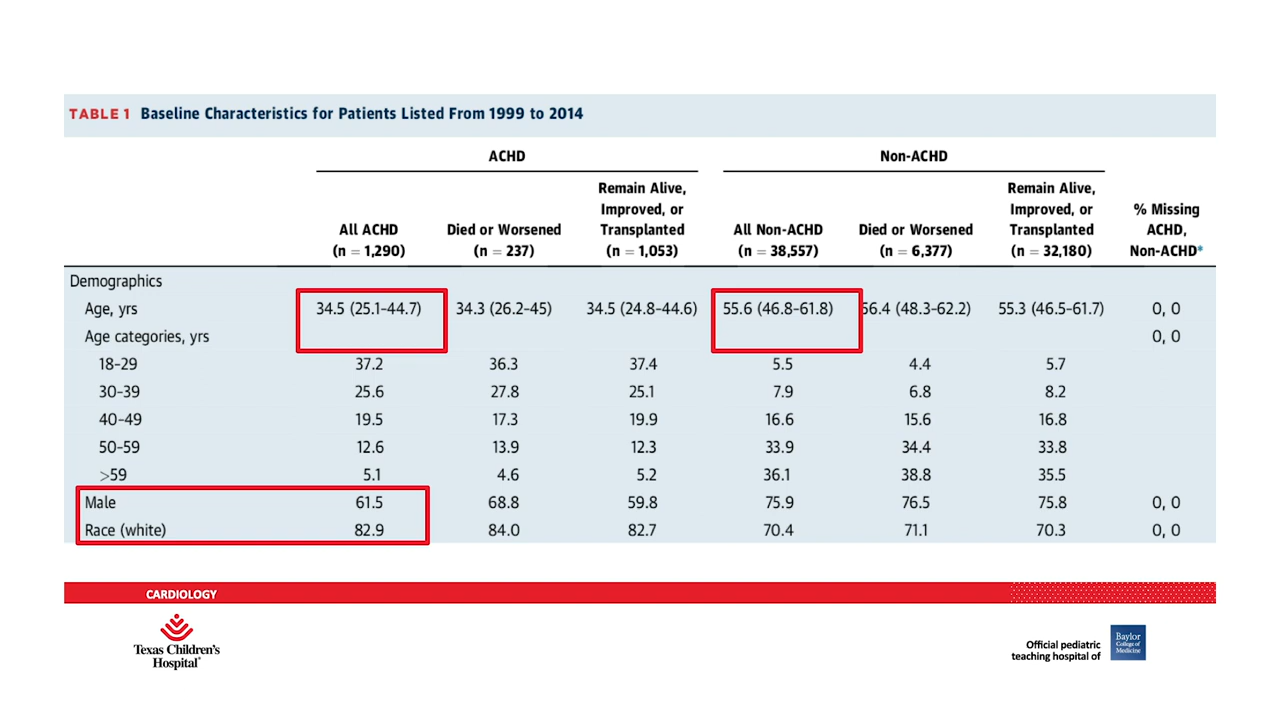 TABLE 1 Baseline Characteristics for Patients Listed From 1999 to 2014
ACHD Non-ACHD
All ACHD (n = 1,290) Died or Worsened (n = 237) Remain Alive, Improved, or Transplanted (n = 1,053) All Non-ACHD (n = 38,557) Died or Worsened (n = 6,377) Remain Alive, Improved, or Transplanted (n = 32,180) % Missing ACHD, Non-ACHD*
Demographics
Age, yrs 34.5 (25.1–44.7) 34.3 (26.2–45) 34.5 (24.8–44.6) 55.6 (46.8–61.8) 56.4 (48.3–62.2) 55.3 (46.5–61.7) 0, 0
Age categories, yrs 0, 0
18–29 37.2 36.3 37.4 5.5 4.4 5.7
30–39 25.6 27.8 25.1 7.9 6.8 8.2
40–49 19.5 17.3 19.9 16.6 15.6 16.8
50–59 12.6 13.9 12.3 33.9 34.4 33.8
>59 5.1 4.6 5.2 36.1 38.8 35.5
Male 61.5 68.8 59.8 75.9 76.5 75.8 0, 0
Race (white) 82.9 84.0 82.7 70.4 71.1 70.3 0, 0
CARDIOLOGY
Texas Children's
Hospital®
Official pediatric
teaching hospital of
Baylor
College of
Medicine